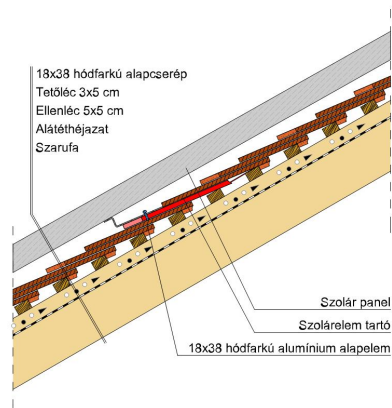 18x38 hódfarkú alapcserép
Tetőléc 3x5 cm
Ellenléc 5x5 cm
Alátéthéjazat
Szarufa
Szolár panel
Szolárelem tartó
18x38 hódfarkú alumínium alapelem